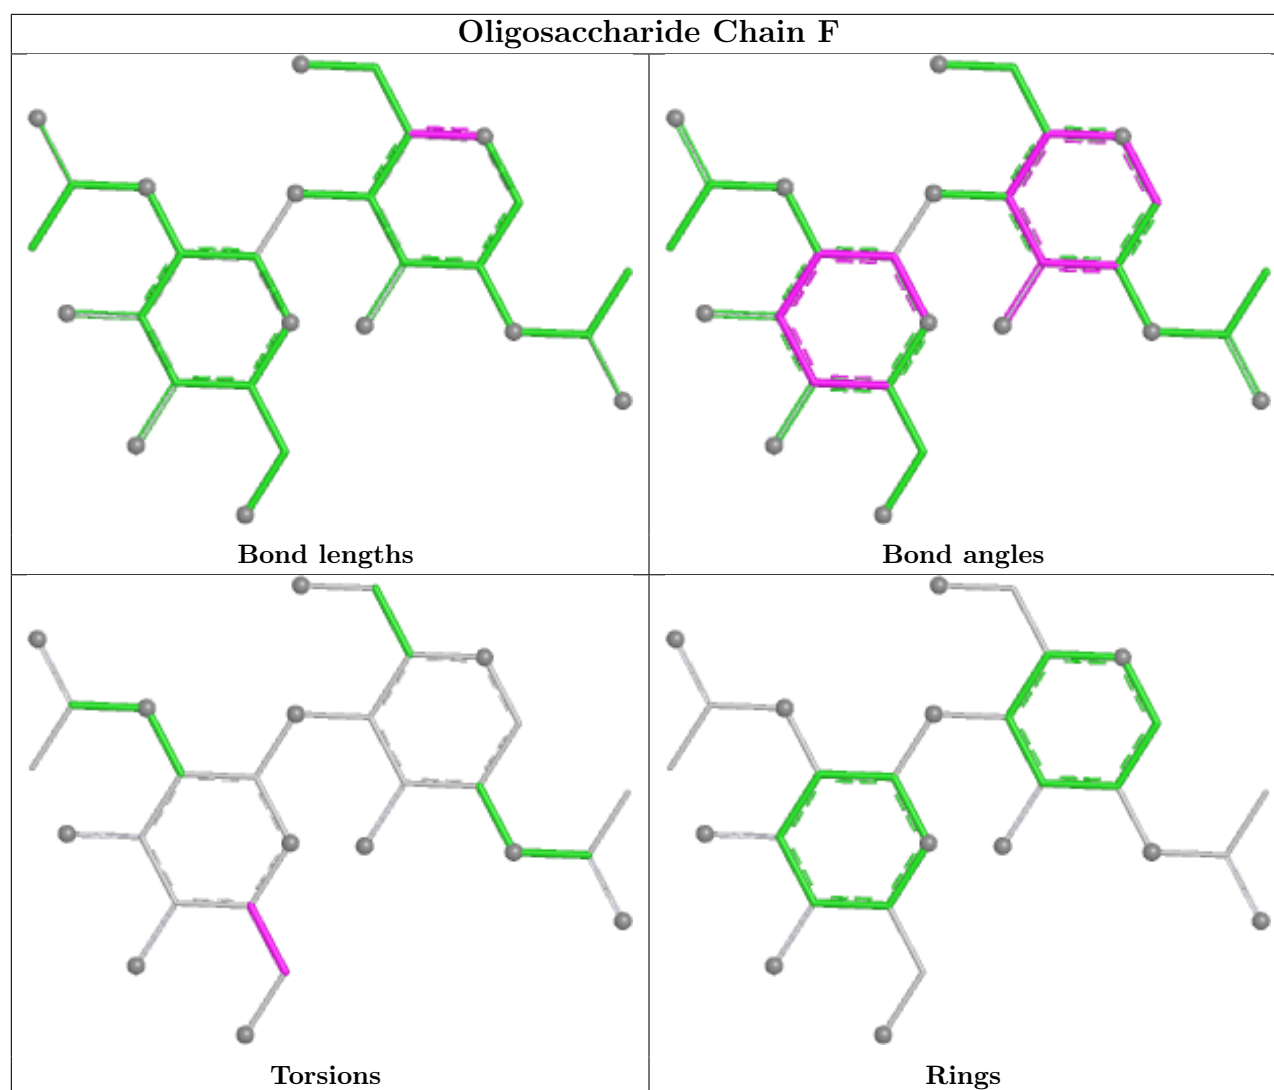 Oligosaccharide Chain F
Bond lengths
Bond angles
Torsions
Rings